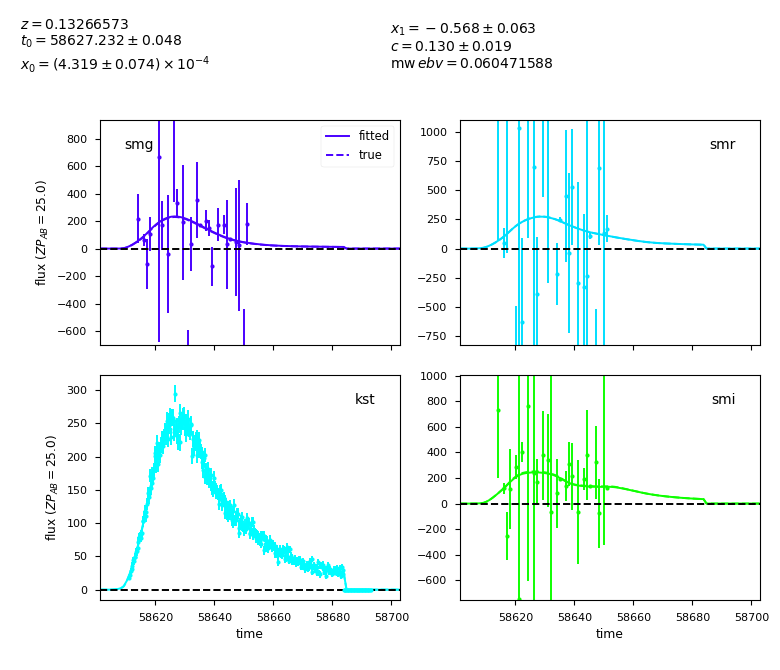 z = 0.13266573
t₀ = 58627.232 ± 0.048
x₀ = (4.319 ± 0.074) × 10⁻⁴
x₁ = −0.568 ± 0.063
c = 0.130 ± 0.019
mw ebv = 0.060471588
smg
fitted
true
800
600
400
200
0
−200
−400
−600
flux (ZP_AB = 25.0)
smr
1000
750
500
250
0
−250
−500
−750
kst
300
250
200
150
100
50
0
flux (ZP_AB = 25.0)
58620 58640 58660 58680 58700
time
smi
1000
800
600
400
200
0
−200
−400
−600
58620 58640 58660 58680 58700
time